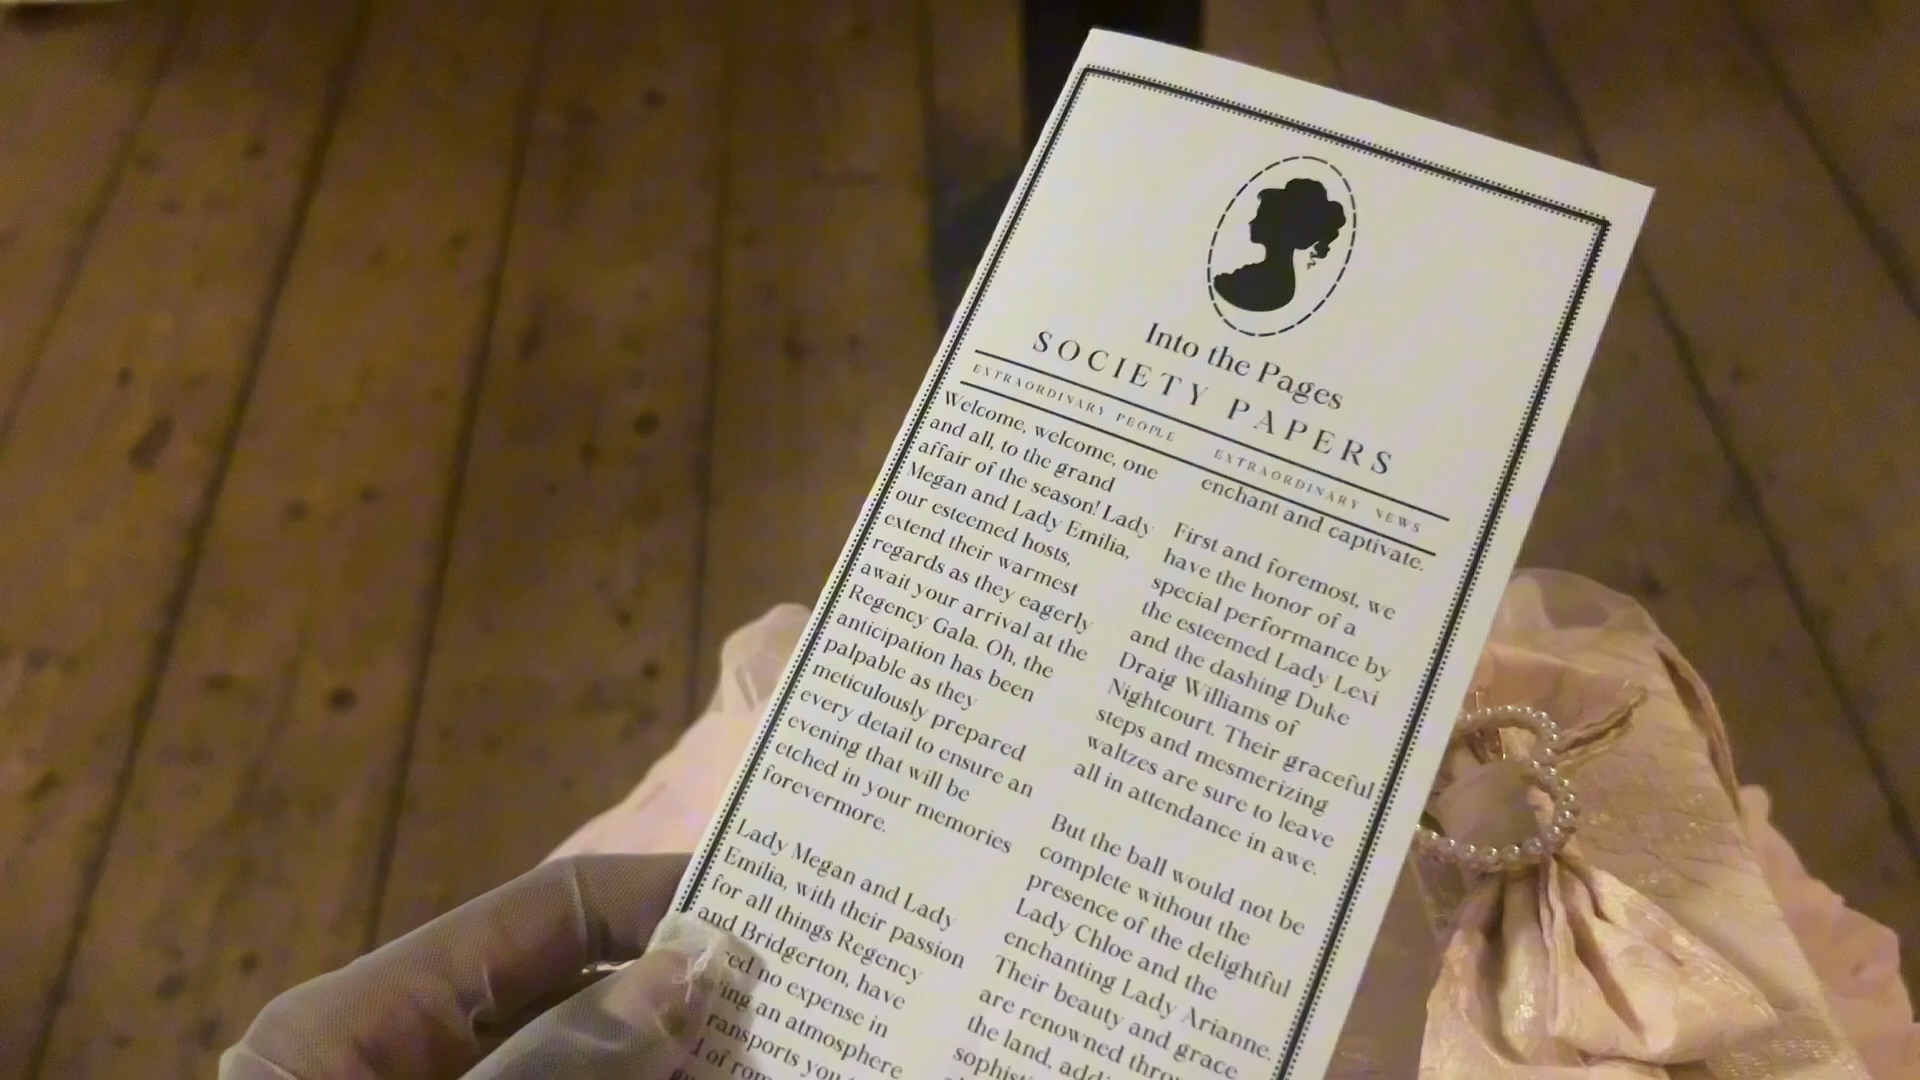 Into the Pages
SOCIETY PAPERS
EXTRAORDINARY PEOPLE EXTRAORDINARY NEWS
Welcome, welcome, one
and all, to the grand
affair of the season! Lady
Megan and Lady Emilia,
our esteemed hosts,
extend their warmest
regards as they eagerly
await your arrival at the
Regency Gala. Oh, the
anticipation has been
palpable as they
meticulously prepared
every detail to ensure an
evening that will be
etched in your memories
forevermore.
Lady Megan and Lady
Emilia, with their passion
for all things Regency
and Bridgerton, have
no expense in
an atmosphere
you
of
enchant and captivate.
First and foremost, we
have the honor of a
special performance by
the esteemed Lady Lexi
and the dashing Duke
Draig Williams of
Nightcourt. Their graceful
steps and mesmerizing
waltzes are sure to leave
all in attendance in awe.
But the ball would not be
complete without the
presence of the delightful
Lady Chloe and the
enchanting Lady Arianne.
Their beauty and grace
are renowned
the land,